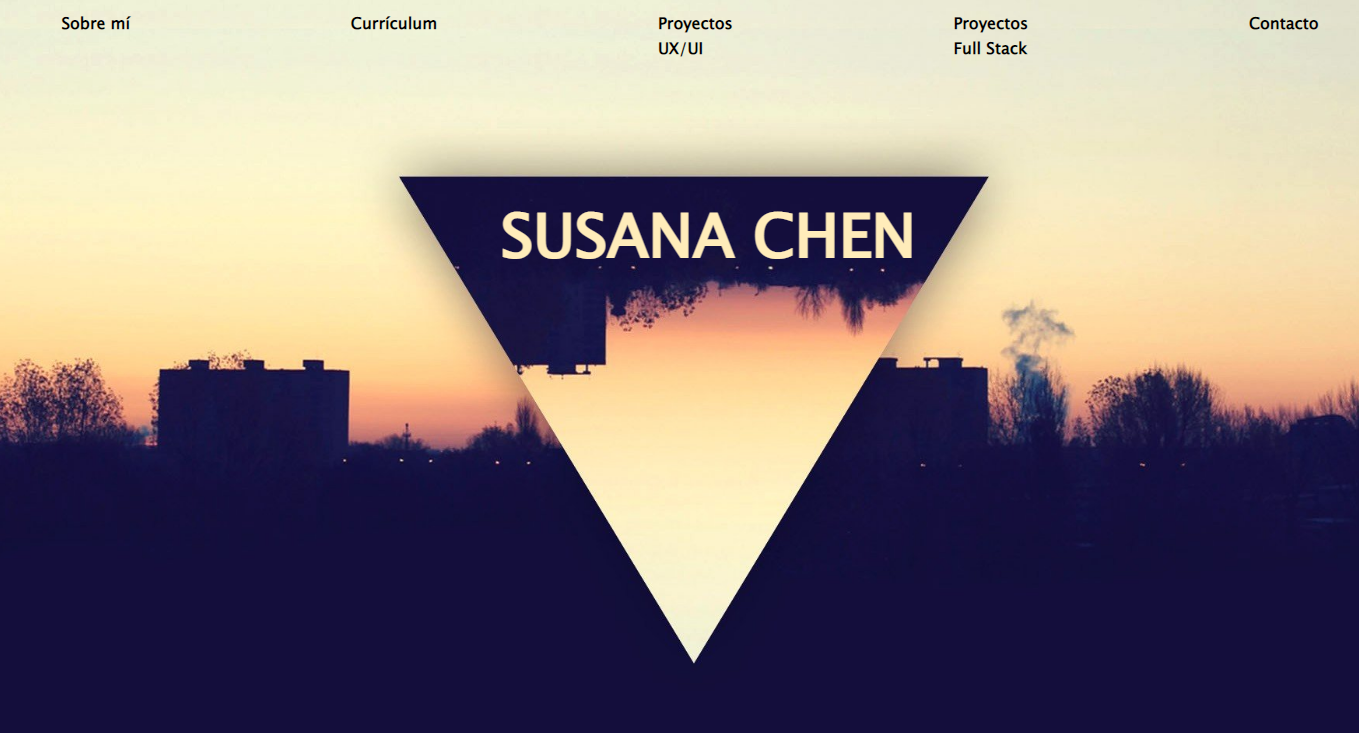 Sobre mí
Currículum
Proyectos
UX/UI
Proyectos
Full Stack
Contacto
SUSANA CHEN